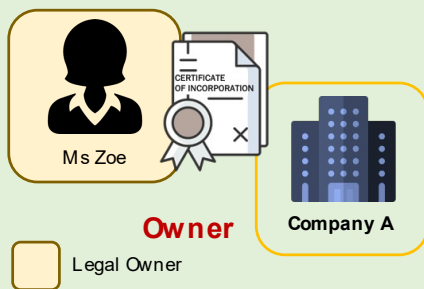 CERTIFICATE
OF INCORPORATION
Ms Zoe
Owner
Company A
Legal Owner